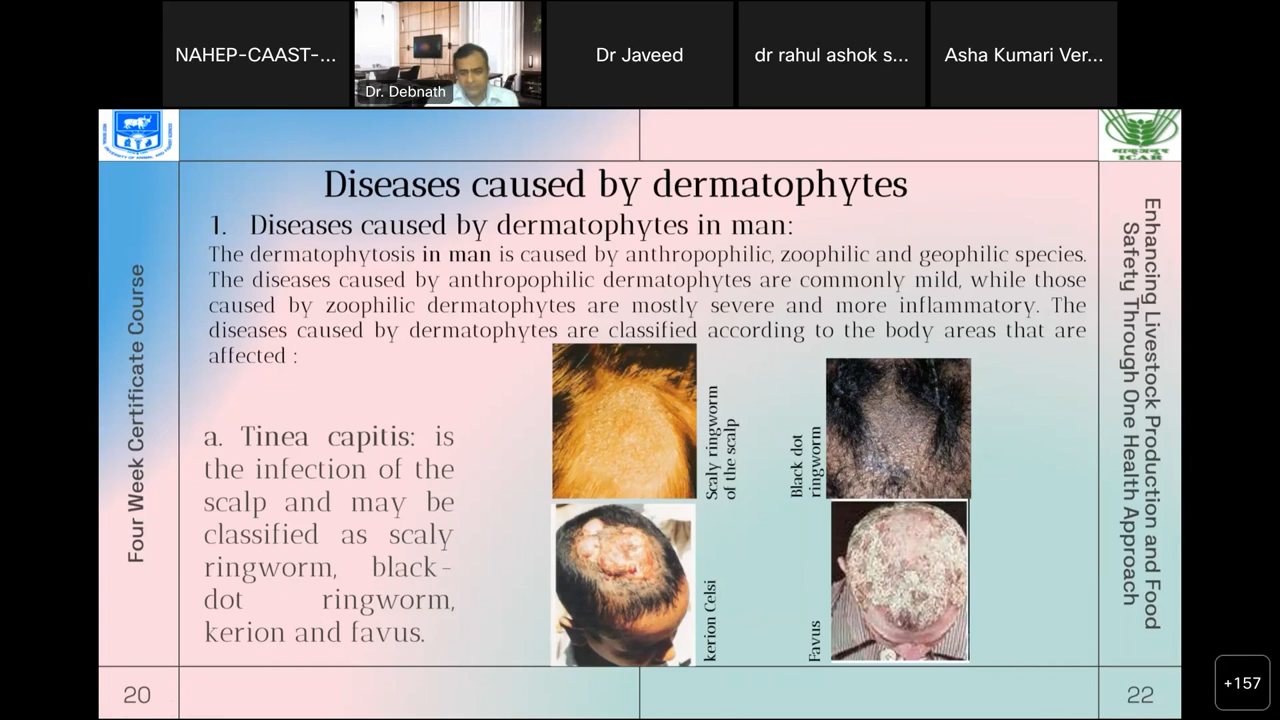 NAHEP-CAAST-...
Dr. Debnath
Dr Javeed
dr rahul ashok s...
Asha Kumari Ver...
ICAR
Diseases caused by dermatophytes
1. Diseases caused by dermatophytes in man:
The dermatophytosis in man is caused by anthropophilic, zoophilic and geophilic species.
The diseases caused by anthropophilic dermatophytes are commonly mild, while those
caused by zoophilic dermatophytes are mostly severe and more inflammatory. The
diseases caused by dermatophytes are classified according to the body areas that are
affected :
a. Tinea capitis: is
the infection of the
scalp and may be
classified as scaly
ringworm, black-
dot ringworm,
kerion and favus.
Scaly ringworm
of the scalp
Black dot
ringworm
kerion Celsi
Favus
Four Week Certificate Course
Enhancing Livestock Production and Food
Safety Through One Health Approach
20
22
+157